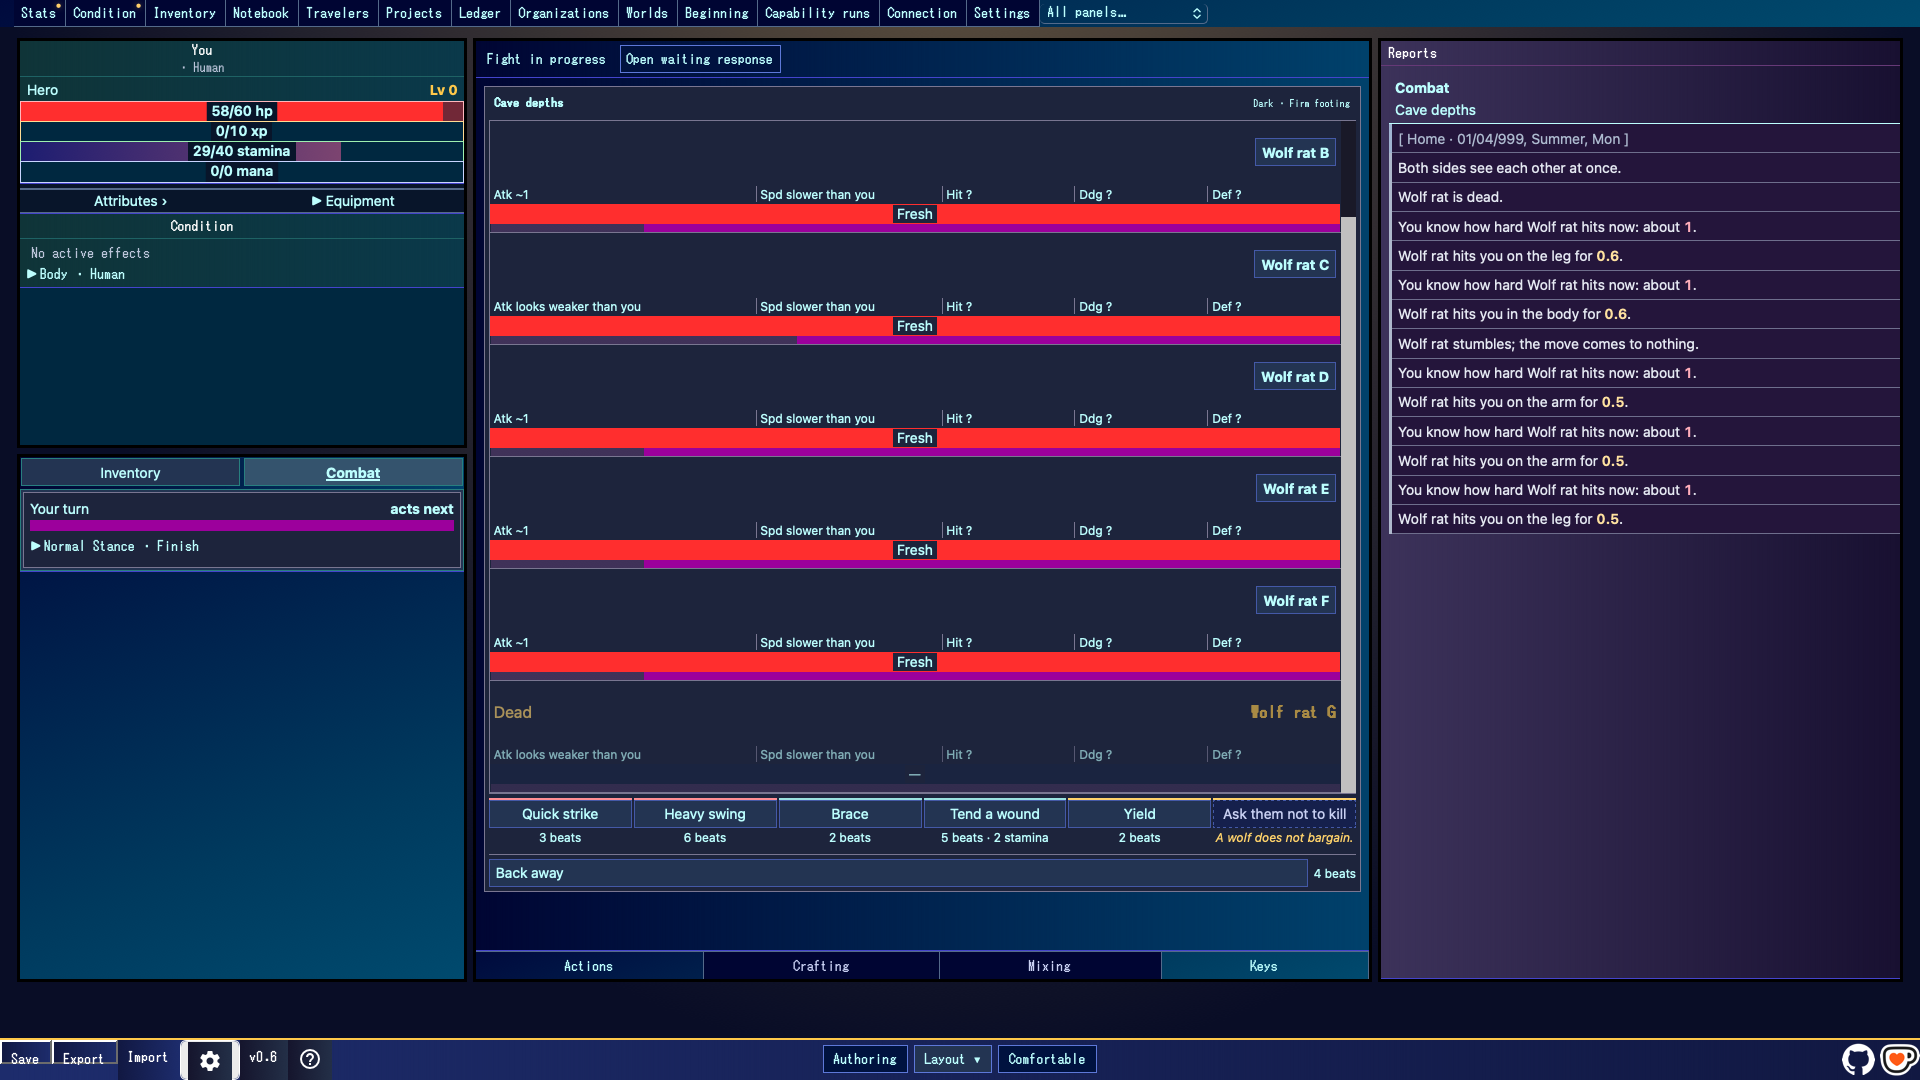 Stats Condition Inventory Notebook Travelers Projects Ledger Organizations Worlds Beginning Capability runs Connection Settings All panels…
You
· Human
Hero Lv 0
58/60 hp
0/10 xp
29/40 stamina
0/0 mana
Attributes › ▶ Equipment
Condition
No active effects
▶Body · Human
Inventory Combat
Your turn acts next
▶Normal Stance · Finish
Fight in progress Open waiting response
Cave depths Dark · Firm footing
Wolf rat B
Atk ~1 Spd slower than you Hit ? Ddg ? Def ?
Fresh
Wolf rat C
Atk looks weaker than you Spd slower than you Hit ? Ddg ? Def ?
Fresh
Wolf rat D
Atk ~1 Spd slower than you Hit ? Ddg ? Def ?
Fresh
Wolf rat E
Atk ~1 Spd slower than you Hit ? Ddg ? Def ?
Fresh
Wolf rat F
Atk ~1 Spd slower than you Hit ? Ddg ? Def ?
Fresh
Dead Wolf rat G
Atk looks weaker than you Spd slower than you Hit ? Ddg ? Def ?
—
Quick strike Heavy swing Brace Tend a wound Yield Ask them not to kill
3 beats 6 beats 2 beats 5 beats · 2 stamina 2 beats A wolf does not bargain.
Back away 4 beats
Actions Crafting Mixing Keys
Reports
Combat
Cave depths
[ Home · 01/04/999, Summer, Mon ]
Both sides see each other at once.
Wolf rat is dead.
You know how hard Wolf rat hits now: about 1.
Wolf rat hits you on the leg for 0.6.
You know how hard Wolf rat hits now: about 1.
Wolf rat hits you in the body for 0.6.
Wolf rat stumbles; the move comes to nothing.
You know how hard Wolf rat hits now: about 1.
Wolf rat hits you on the arm for 0.5.
You know how hard Wolf rat hits now: about 1.
Wolf rat hits you on the arm for 0.5.
You know how hard Wolf rat hits now: about 1.
Wolf rat hits you on the leg for 0.5.
Save Export Import v0.6 Authoring Layout ▾ Comfortable